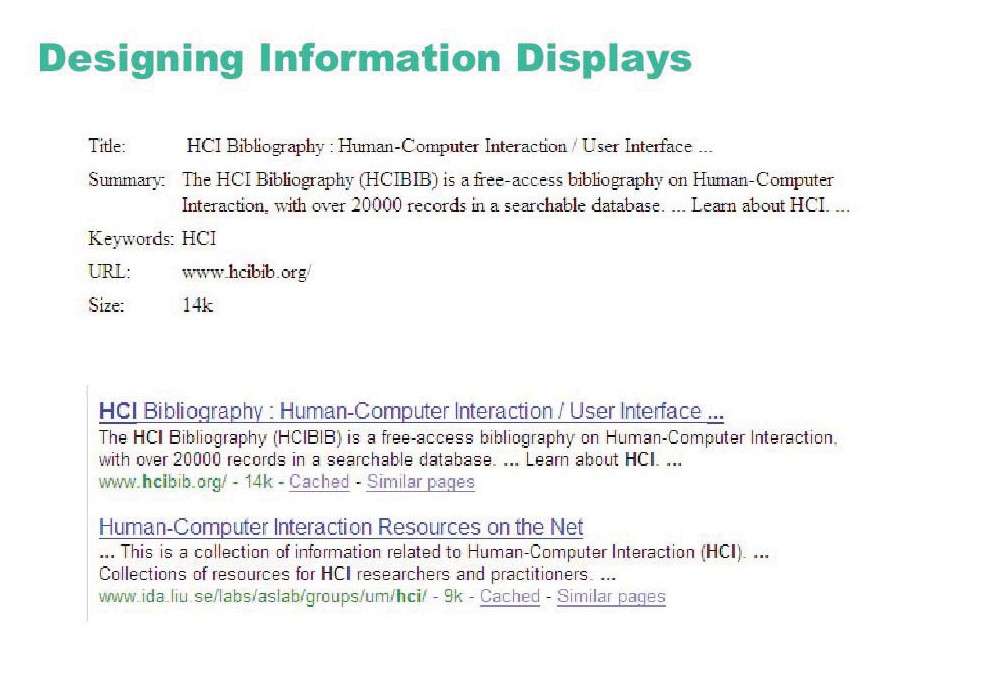 Designing Information Displays
Title: HCI Bibliography : Human-Computer Interaction / User Interface ...
Summary: The HCI Bibliography (HCIBIB) is a free-access bibliography on Human-Computer
Interaction, with over 20000 records in a searchable database. ... Learn about HCI. ...
Keywords: HCI
URL: www.hcibib.org/
Size: 14k
HCI Bibliography : Human-Computer Interaction / User Interface ...
The HCI Bibliography (HCIBIB) is a free-access bibliography on Human-Computer Interaction,
with over 20000 records in a searchable database. ... Learn about HCI. ...
www.hcibib.org/ - 14k - Cached - Similar pages
Human-Computer Interaction Resources on the Net
... This is a collection of information related to Human-Computer Interaction (HCI). ...
Collections of resources for HCI researchers and practitioners. ...
www.ida.liu.se/labs/aslab/groups/um/hci/ - 9k - Cached - Similar pages